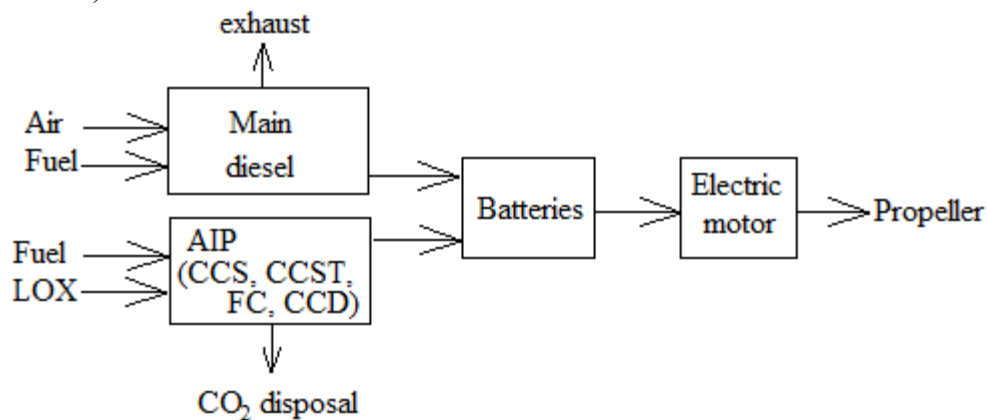 exhaust
Air
Fuel
Main
diesel
Batteries
Electric
motor
Propeller
Fuel
LOX
AIP
(CCS, CCST,
FC, CCD)
CO₂ disposal